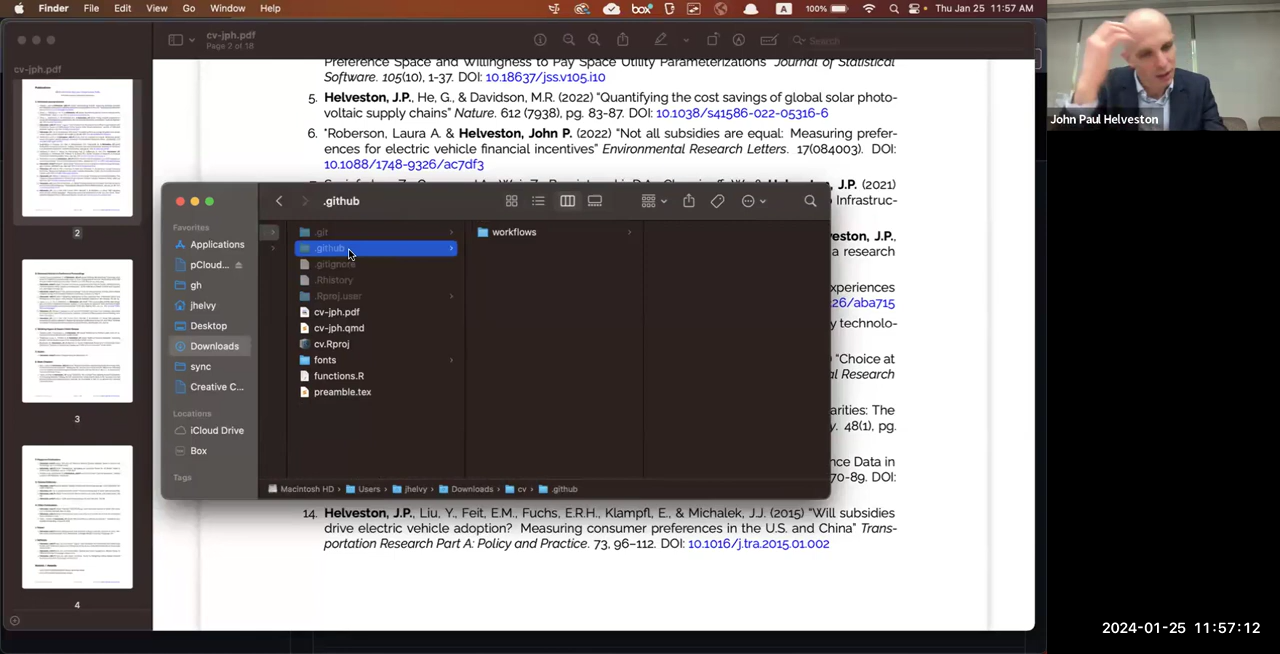 Finder File Edit View Go Window Help
box
A
100%
Thu Jan 25 11:57 AM
cv-jph.pdf
Page 2 of 18
Search
cv-jph.pdf
2
3
4
Preference Space and Willingness to Pay Space Utility Parameterizations" Journal of Statistical
Software. 105(10), 1-37. DOI: 10.18637/jss.v105.i10
5. Helveston, J.P., He, G., & Davidson, M.R. (2022) "Quantifying the cost savings of global solar photo-
voltaic supply chains" Nature. 612 (7938), pg. 83-87. DOI: 10.1038/s41586-022-05316-6
6. *Roberson, Laura A. & Helveston, John P. (2022) "Not all subsidies are equal: Measuring prefer-
ences for electric vehicle financial incentives" Environmental Research Letters. 17(084003). DOI:
10.1088/1748-9326/ac7df3
J.P. (2021)
Infrastruc-
veston, J.P.,
a research
xperiences
26/aba715
y technolo-
"Choice at
al Research
arities: The
y. 48(1), pg.
nce Data in
70-89. DOI:
14. Helveston, J.P., Liu, Y., Feit, E.M., Fuchs, E.R.H., Klampfl, E., & Michalek, J.J. (2015) "Will subsidies
drive electric vehicle adoption? Measuring consumer preferences in the U.S. and China" Trans-
portation Research Part A: Policy and Practice. 73, 96–112. DOI: 10.1016/j.tra.2015.01.002
.github
Favorites
Applications
pCloud...
gh
jhelvy
Desktop
Downloads
sync
Creative C...
Locations
iCloud Drive
Box
Tags
.git
.github
.gitignore
.Rhistory
.Rproj.user
cv-jph.pdf
cv-jph.qmd
cv.Rproj
fonts
functions.R
preamble.tex
workflows
Macintosh HD › Users › jhelvy › Downloads › cv › .github
John Paul Helveston
2024-01-25 11:57:12